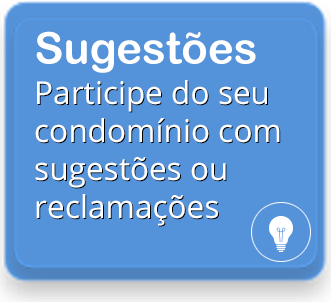 Sugestões
Participe do seu
condomínio com
sugestões ou
reclamações